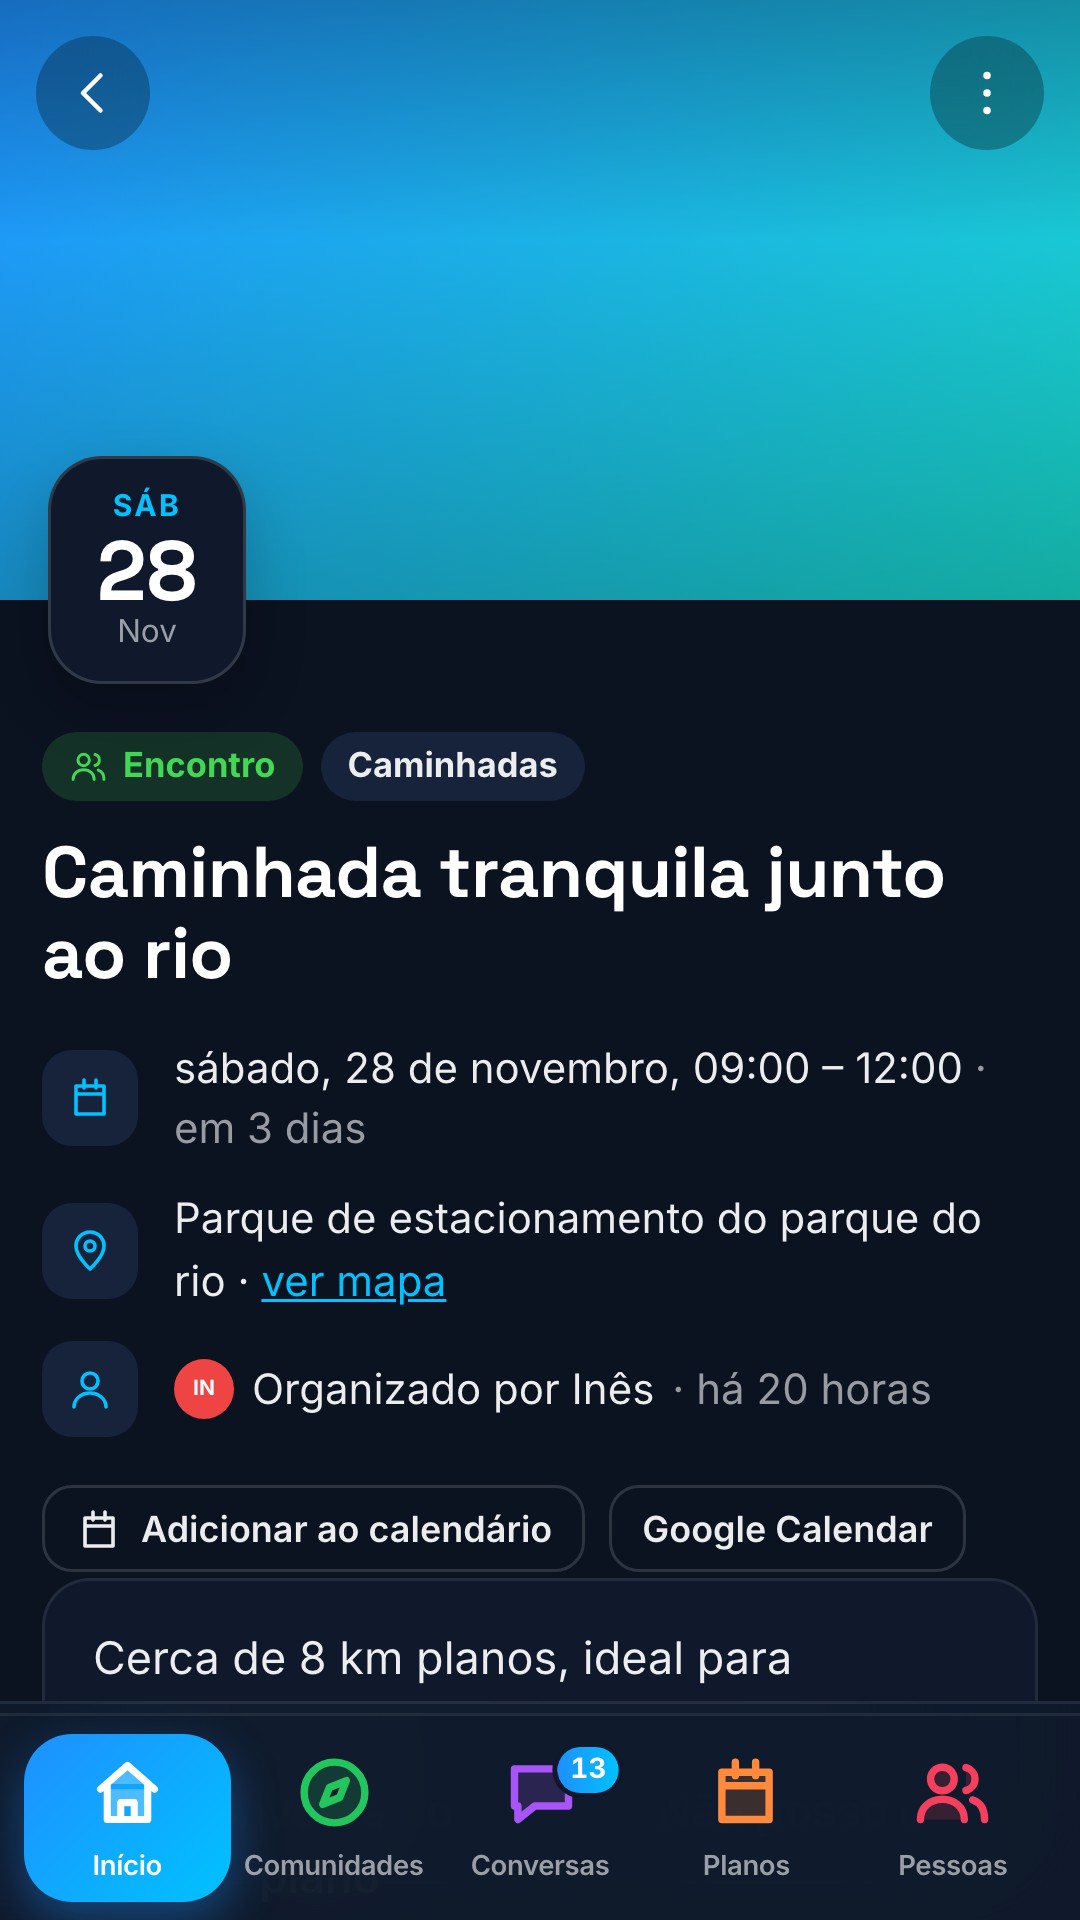 SÁB
28
Nov
Encontro
Caminhadas
Caminhada tranquila junto
ao rio
sábado, 28 de novembro, 09:00 – 12:00 ·
em 3 dias
Parque de estacionamento do parque do
rio · ver mapa
IN
Organizado por Inês · há 20 horas
Adicionar ao calendário
Google Calendar
Cerca de 8 km planos, ideal para
13
Início
Comunidades
Conversas
Planos
Pessoas